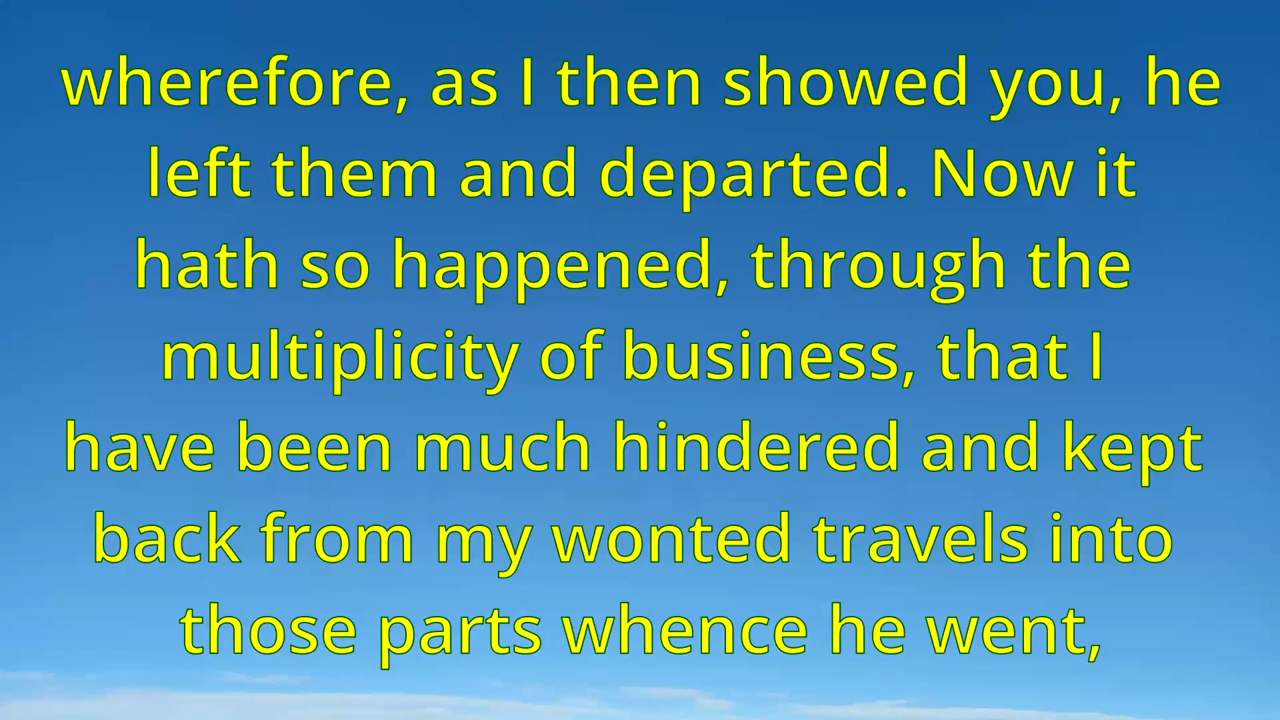 wherefore, as I then showed you, he
left them and departed. Now it
hath so happened, through the
multiplicity of business, that I
have been much hindered and kept
back from my wonted travels into
those parts whence he went,